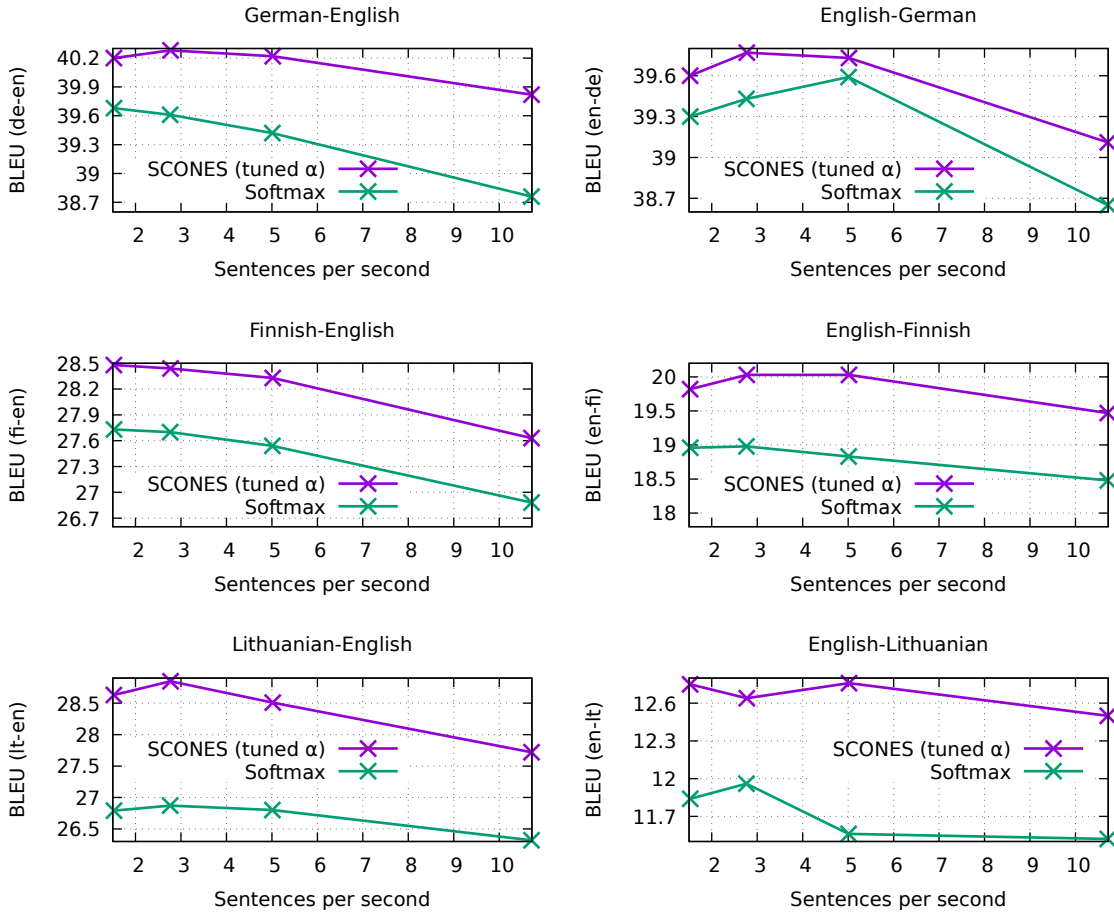 German-English
BLEU (de-en)
40.2
39.9
39.6
39.3
39
38.7
SCONES (tuned α)
Softmax
2 3 4 5 6 7 8 9 10
Sentences per second
English-German
BLEU (en-de)
39.6
39.3
39
38.7
SCONES (tuned α)
Softmax
2 3 4 5 6 7 8 9 10
Sentences per second
Finnish-English
BLEU (fi-en)
28.5
28.2
27.9
27.6
27.3
27
26.7
SCONES (tuned α)
Softmax
2 3 4 5 6 7 8 9 10
Sentences per second
English-Finnish
BLEU (en-fi)
20
19.5
19
18.5
18
SCONES (tuned α)
Softmax
2 3 4 5 6 7 8 9 10
Sentences per second
Lithuanian-English
BLEU (lt-en)
28.5
28
27.5
27
26.5
SCONES (tuned α)
Softmax
2 3 4 5 6 7 8 9 10
Sentences per second
English-Lithuanian
BLEU (en-lt)
12.6
12.3
12
11.7
SCONES (tuned α)
Softmax
2 3 4 5 6 7 8 9 10
Sentences per second